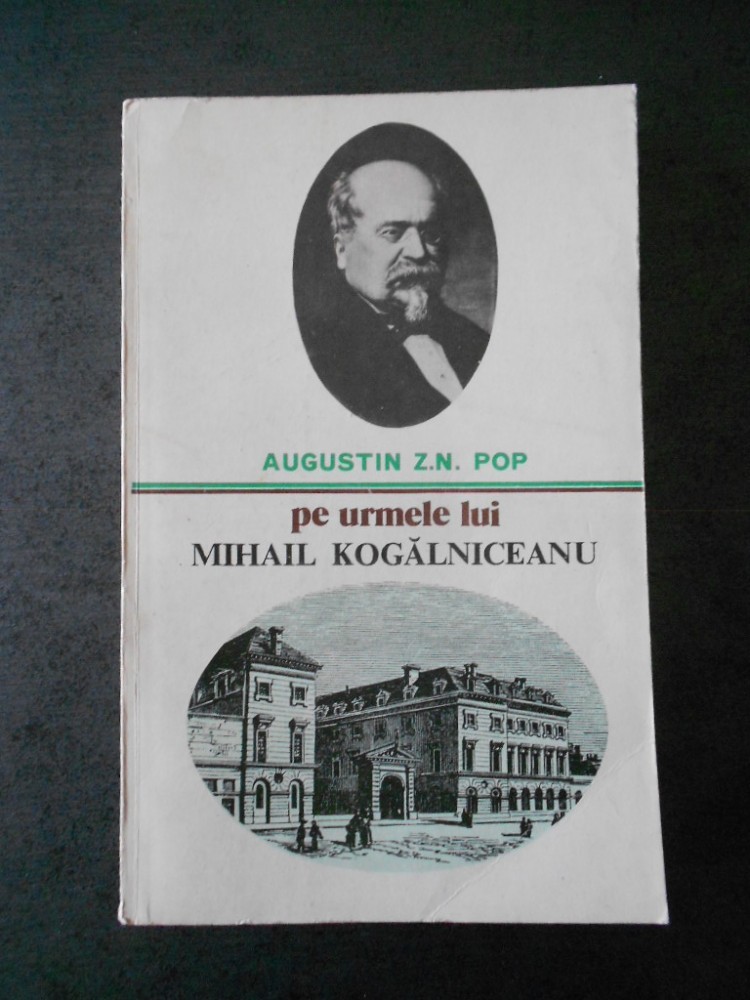 AUGUSTIN Z.N. POP
pe urmele lui
MIHAIL KOGĂLNICEANU